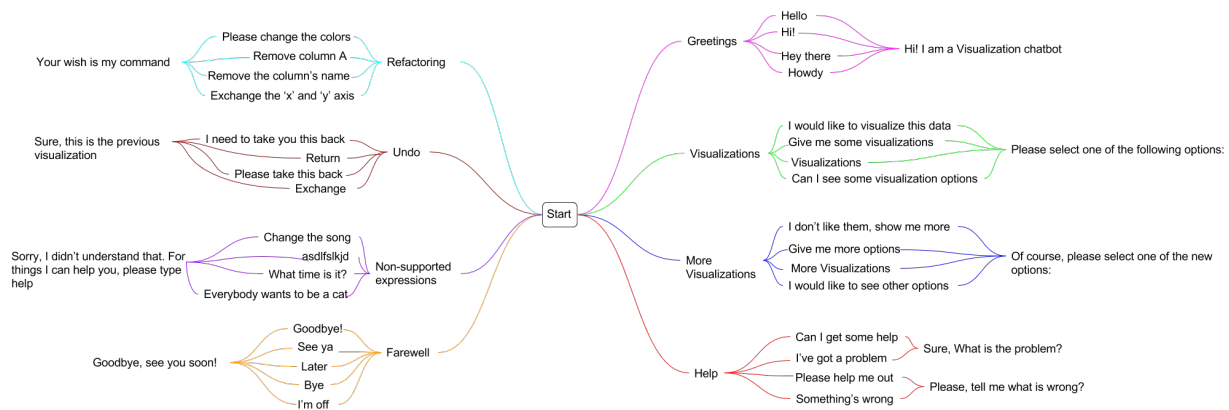 Your wish is my command
Please change the colors
Remove column A
Remove the column's name
Exchange the ‘x’ and ‘y’ axis
Refactoring
Sure, this is the previous
visualization
I need to take you this back
Return
Please take this back
Exchange
Undo
Sorry, I didn't understand that. For
things I can help you, please type
help
Change the song
asdlfslkjd
What time is it?
Everybody wants to be a cat
Non-supported
expressions
Goodbye, see you soon!
Goodbye!
See ya
Later
Bye
I'm off
Farewell
Start
Greetings
Hello
Hi!
Hey there
Howdy
Hi! I am a Visualization chatbot
Visualizations
I would like to visualize this data
Give me some visualizations
Visualizations
Can I see some visualization options
Please select one of the following options:
More
Visualizations
I don't like them, show me more
Give me more options
More Visualizations
I would like to see other options
Of course, please select one of the new
options:
Help
Can I get some help
I've got a problem
Please help me out
Something's wrong
Sure, What is the problem?
Please, tell me what is wrong?